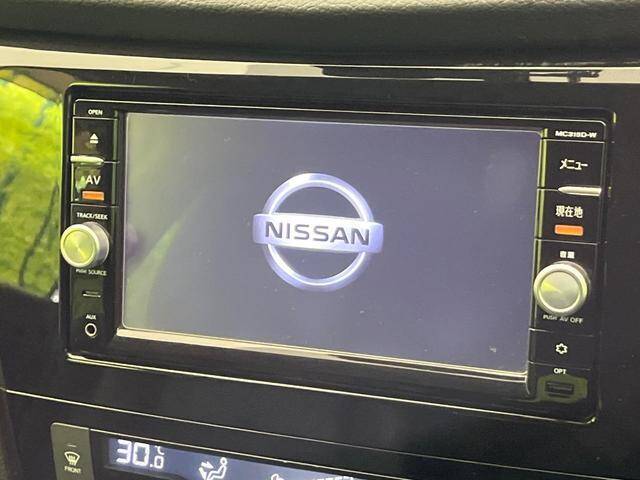 OPEN
MC315D-W
メニュー
AV
現在地
TRACK/SEEK
NISSAN
音量
PUSH SOURCE
PUSH AV OFF
AUX
OPT
30.0
FRONT